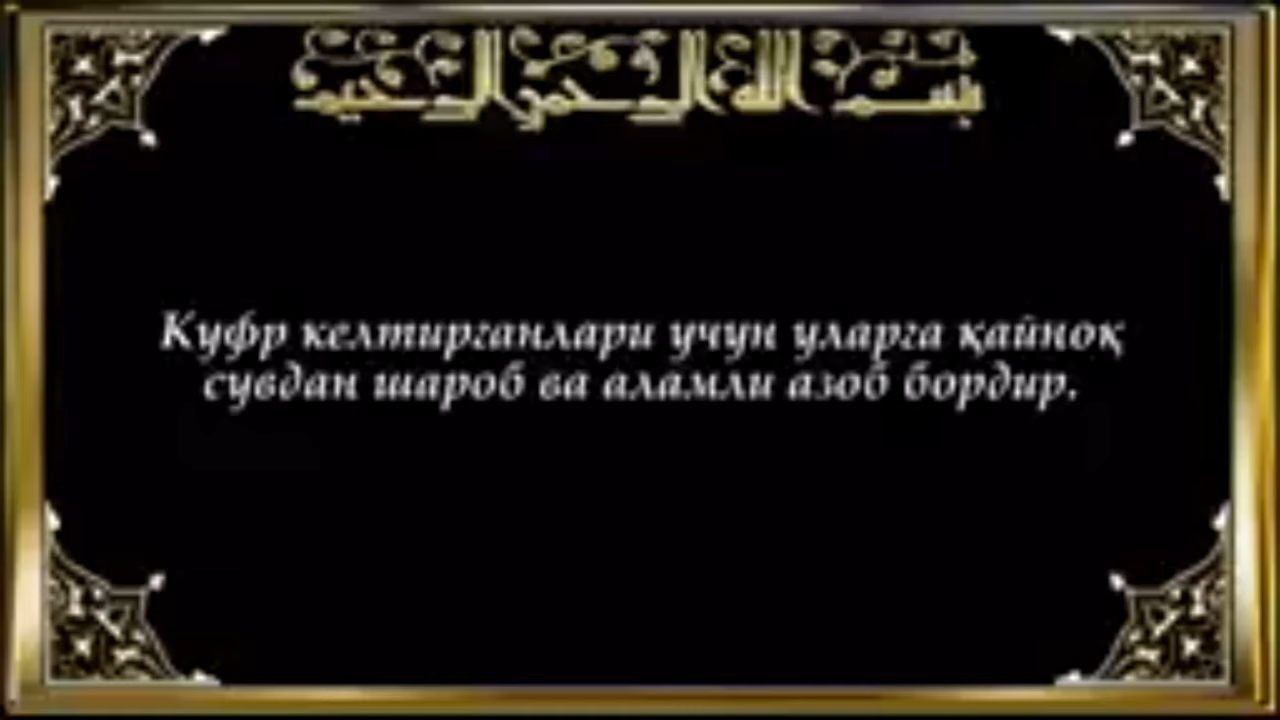 بسم الله الرحمن الرحيم
Куфр келтирганлари учун уларга қайноқ
сувдан шароб ва аламли азоб бордир.